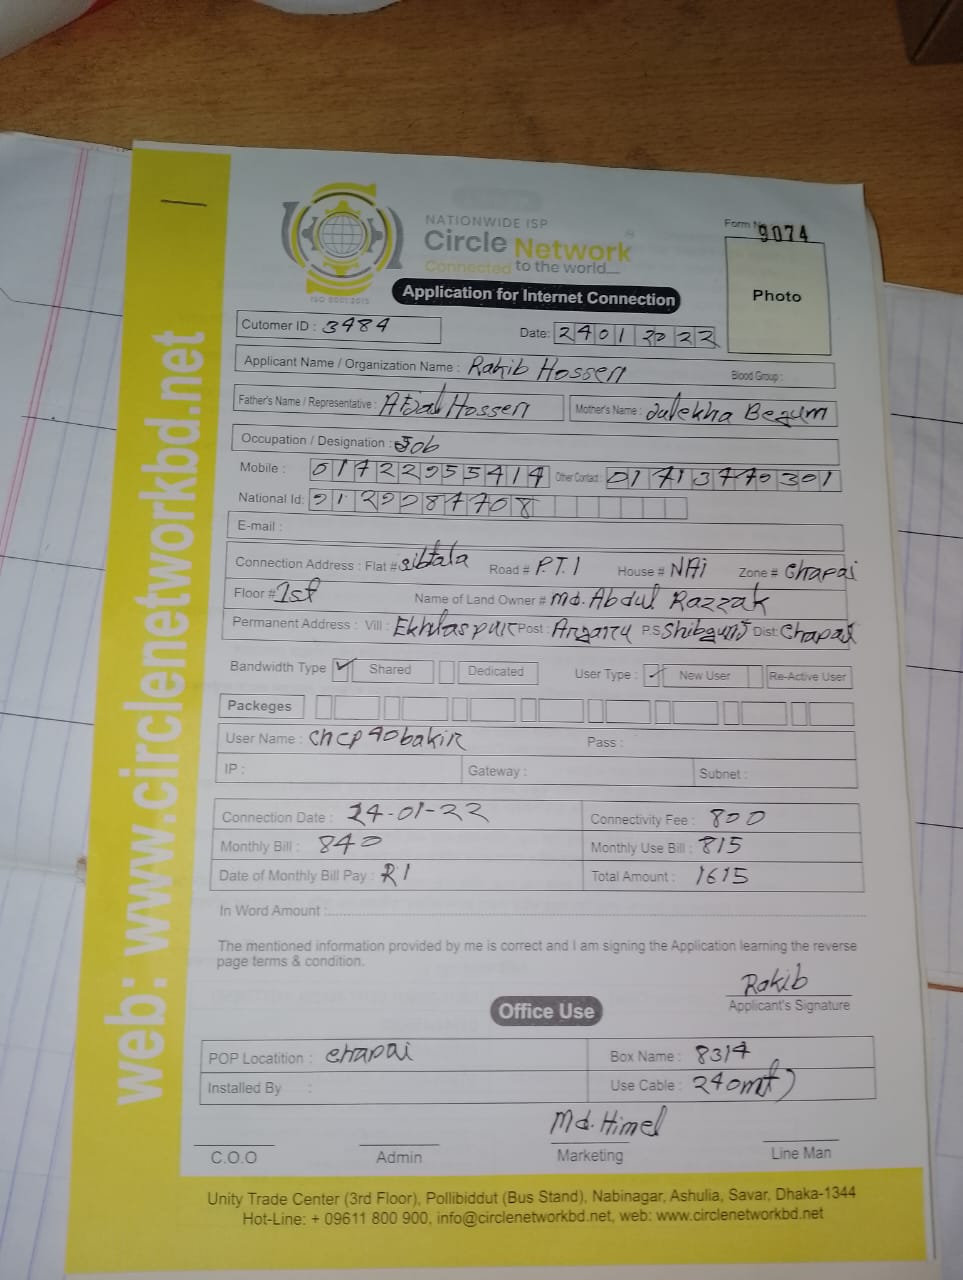 NATIONWIDE ISP
Circle Network
Connected to the world....
ISO 9001:2015
Form No 9074
Application for Internet Connection
Photo
Cutomer ID : 3484
Date: 24 01 2022
Applicant Name / Organization Name : Rakib Hossen
Blood Group :
Father's Name / Representative : Abdal Hossen
Mother's Name : Julekha Begum
Occupation / Designation : Job
Mobile : 01722955414 Other Contact : 01713770301
National Id:
E-mail :
Connection Address : Flat # sibtala Road # P.T.I House # NAi Zone # Chapai
Floor # 1st Name of Land Owner # Md. Abdul Razzak
Permanent Address : Vill : Ekhlaspur Post : P.S Shibgunj Dist: Chapai
Bandwidth Type Shared Dedicated User Type : New User Re-Active User
Packeges
User Name : chcp40bakir Pass :
IP : Gateway : Subnet :
Connection Date : 24-01-22 Connectivity Fee : 800
Monthly Bill : 840 Monthly Use Bill : 815
Date of Monthly Bill Pay : R1 Total Amount : 1615
In Word Amount :
The mentioned information provided by me is correct and I am signing the Application learning the reverse
page terms & condition.
Rakib
Applicant's Signature
Office Use
POP Locatition : chapai Box Name : 8314
Installed By : Use Cable : 240mt
Md. Himel
C.O.O Admin Marketing Line Man
Unity Trade Center (3rd Floor), Pollibiddut (Bus Stand), Nabinagar, Ashulia, Savar, Dhaka-1344
Hot-Line: + 09611 800 900, info@circlenetworkbd.net, web: www.circlenetworkbd.net
web: www.circlenetworkbd.net